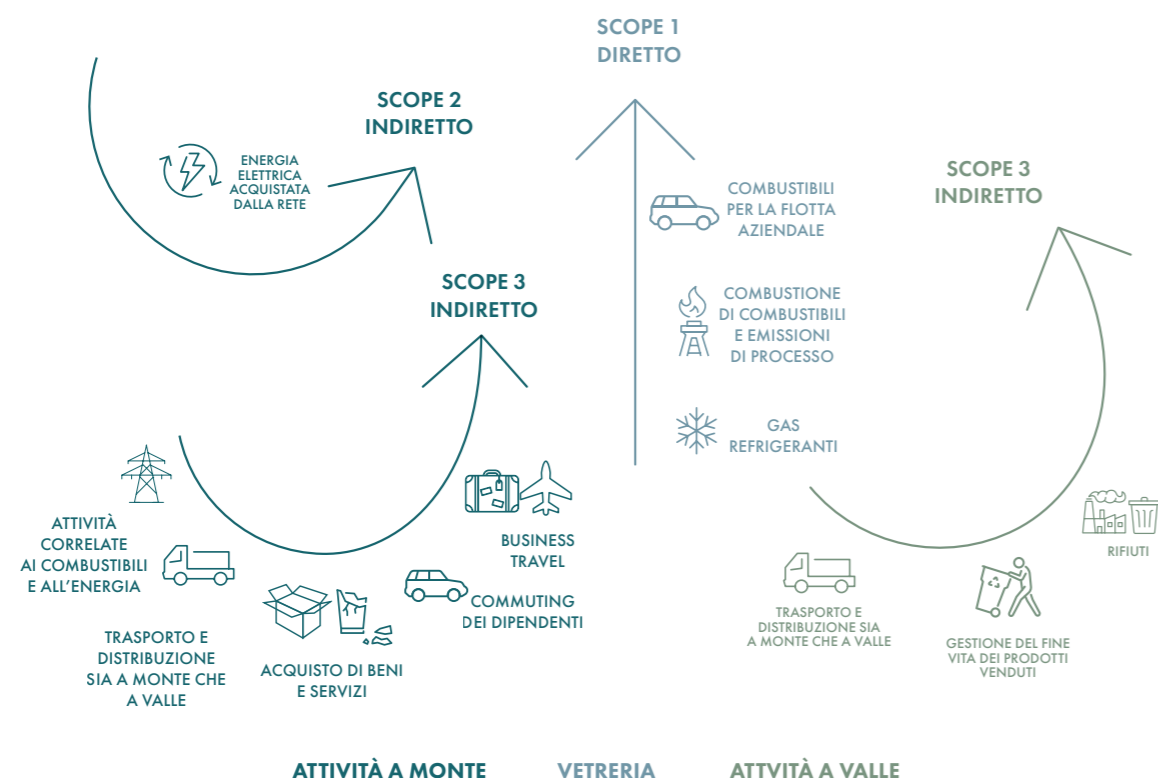 SCOPE 1
DIRETTO
SCOPE 2
INDIRETTO
ENERGIA
ELETTRICA
ACQUISTATA
DALLA RETE
SCOPE 3
INDIRETTO
COMBUSTIBILI
PER LA FLOTTA
AZIENDALE
COMBUSTIONE
DI COMBUSTIBILI
E EMISSIONI
DI PROCESSO
GAS
REFRIGERANTI
SCOPE 3
INDIRETTO
ATTIVITÀ
CORRELATE
AI COMBUSTIBILI
E ALL'ENERGIA
TRASPORTO E
DISTRIBUZIONE
SIA A MONTE CHE
A VALLE
ACQUISTO DI BENI
E SERVIZI
COMMUTING
DEI DIPENDENTI
BUSINESS
TRAVEL
TRASPORTO E
DISTRIBUZIONE SIA
A MONTE CHE A VALLE
GESTIONE DEL FINE
VITA DEI PRODOTTI
VENDUTI
RIFIUTI
ATTIVITÀ A MONTE
VETRERIA
ATTVITÀ A VALLE